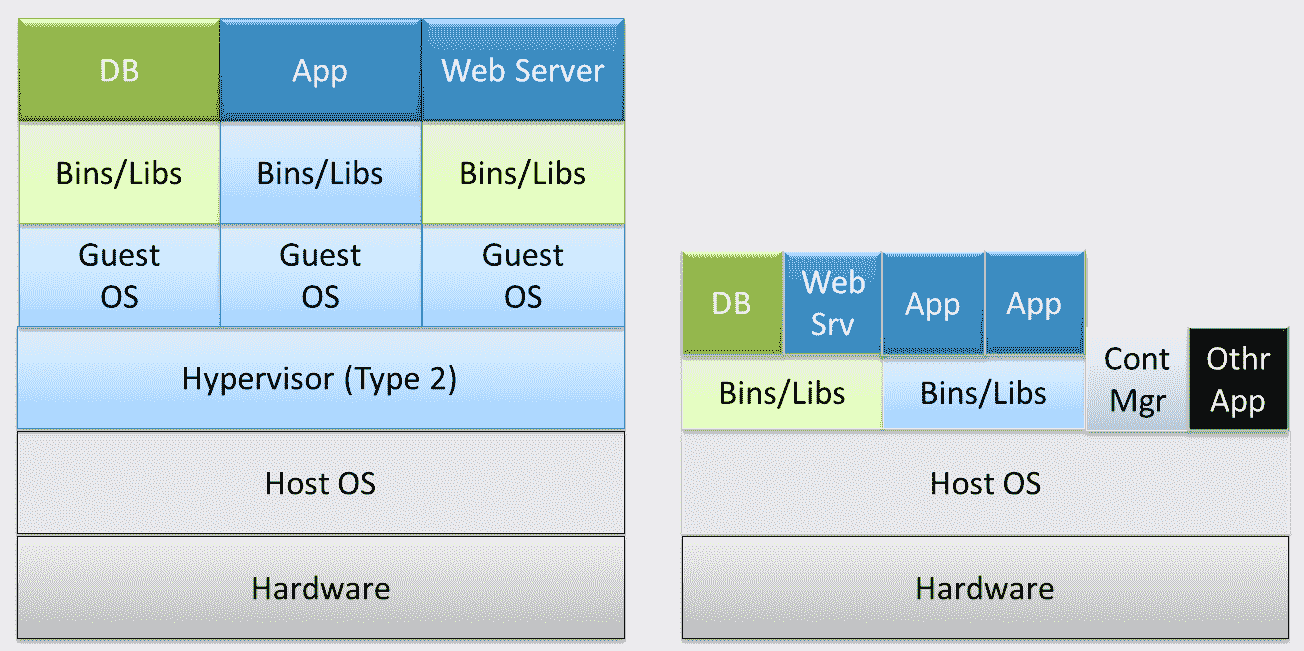 DB
App
Web Server
Bins/Libs
Bins/Libs
Bins/Libs
Guest
OS
Guest
OS
Guest
OS
Hypervisor (Type 2)
Host OS
Hardware
DB
Web
Srv
App
App
Bins/Libs
Bins/Libs
Cont
Mgr
Othr
App
Host OS
Hardware